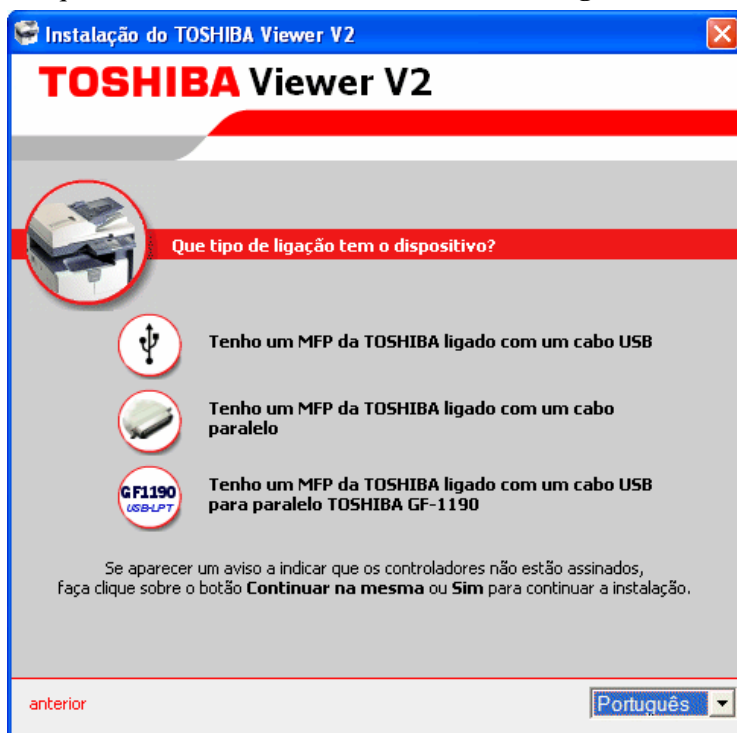 Instalação do TOSHIBA Viewer V2
TOSHIBA Viewer V2
Que tipo de ligação tem o dispositivo?
Tenho um MFP da TOSHIBA ligado com um cabo USB
Tenho um MFP da TOSHIBA ligado com um cabo
paralelo
GF1190
USB-LPT
Tenho um MFP da TOSHIBA ligado com um cabo USB
para paralelo TOSHIBA GF-1190
Se aparecer um aviso a indicar que os controladores não estão assinados,
faça clique sobre o botão Continuar na mesma ou Sim para continuar a instalação.
anterior
Português